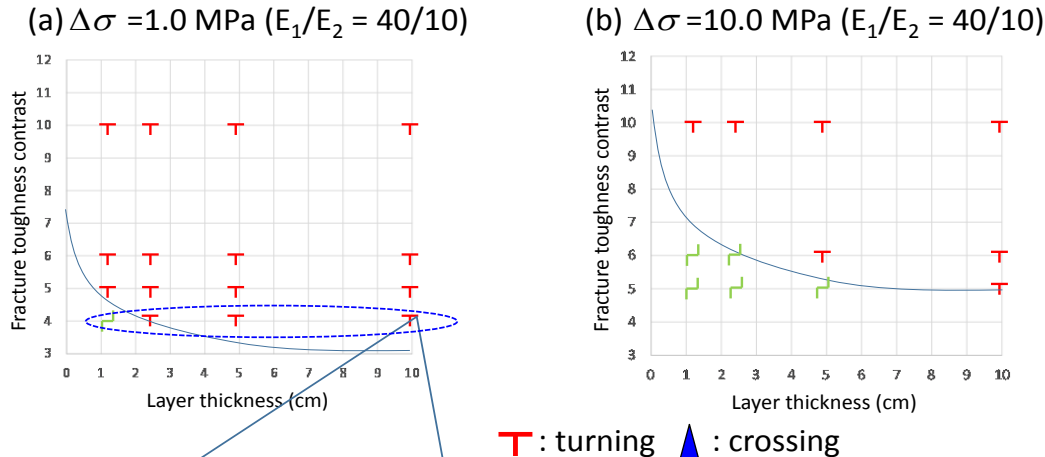 (a) Δσ =1.0 MPa (E₁/E₂ = 40/10)
12
11
10
9
8
7
6
5
4
3
0 1 2 3 4 5 6 7 8 9 10
Fracture toughness contrast
Layer thickness (cm)
(b) Δσ =10.0 MPa (E₁/E₂ = 40/10)
12
11
10
9
8
7
6
5
4
3
0 1 2 3 4 5 6 7 8 9 10
Fracture toughness contrast
Layer thickness (cm)
: turning : crossing